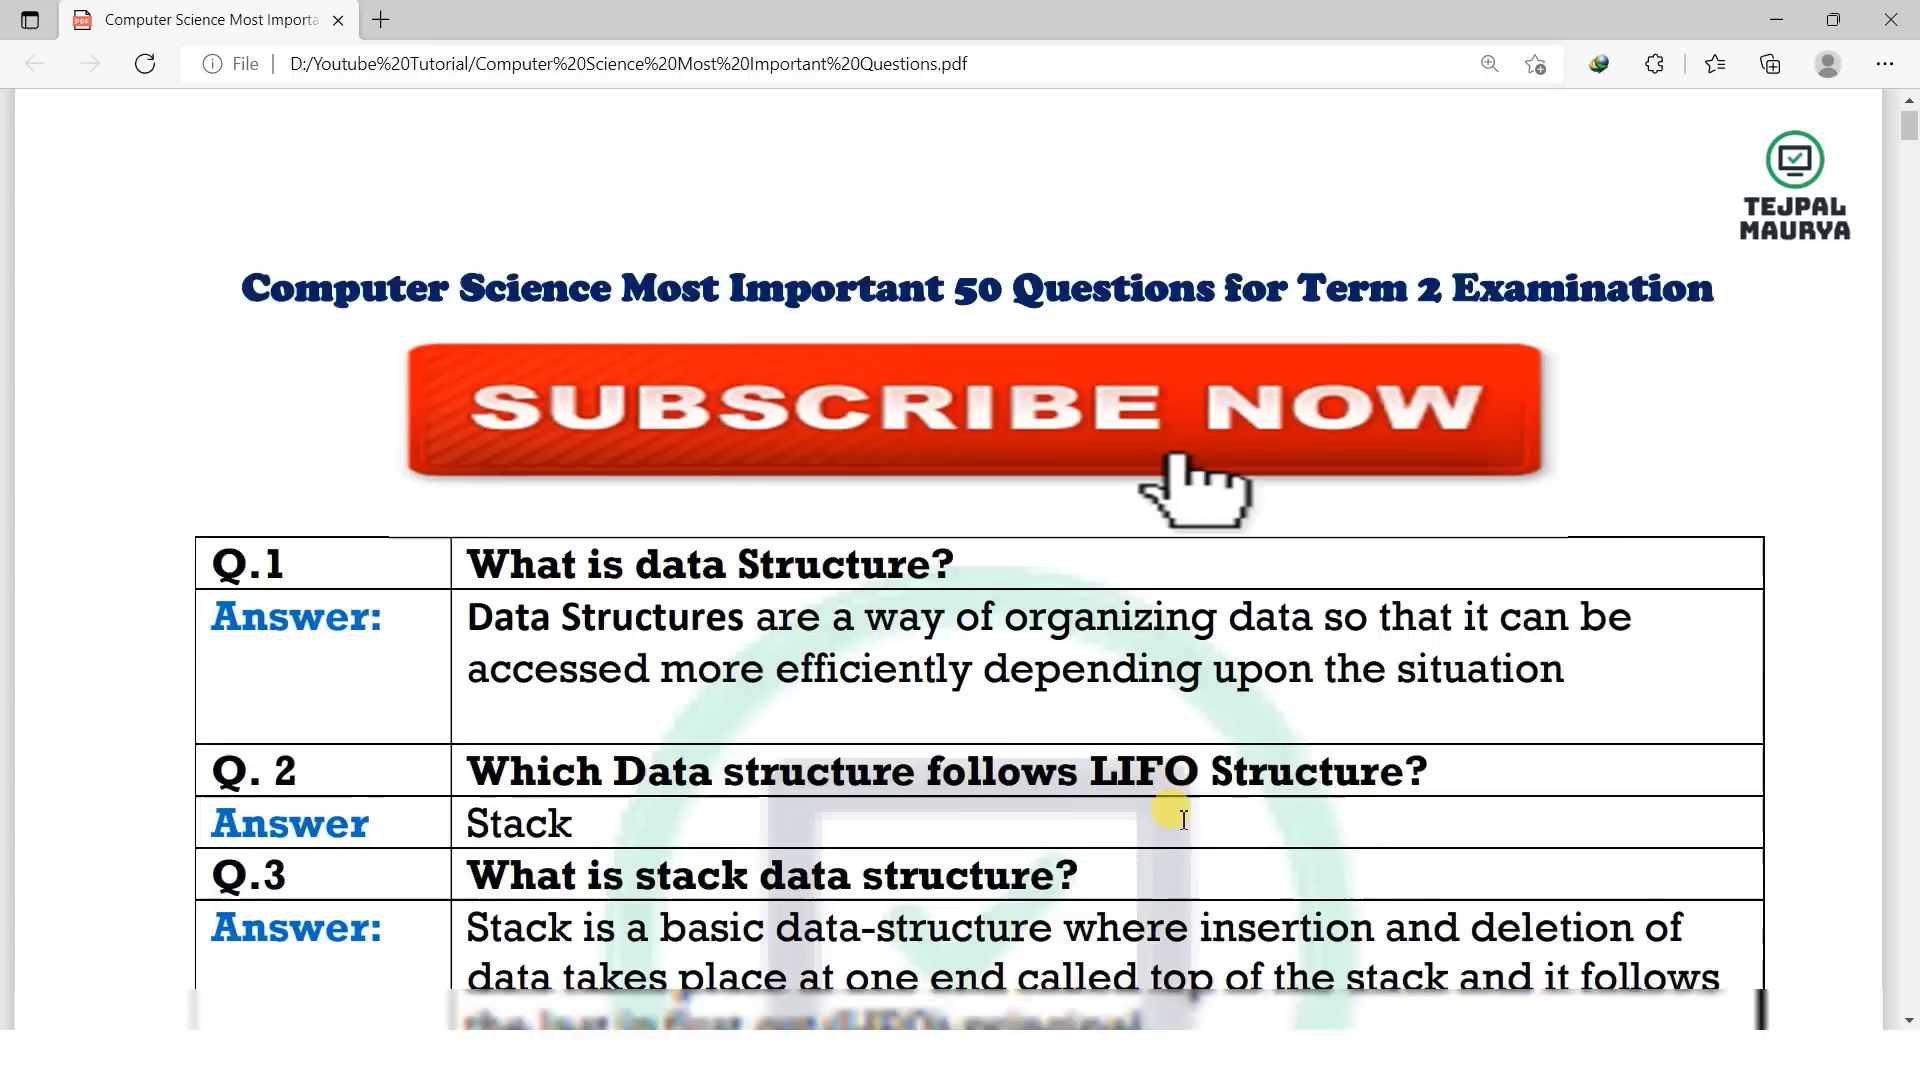 Computer Science Most Importa
File
D:/Youtube%20Tutorial/Computer%20Science%20Most%20Important%20Questions.pdf
TEJPAL
MAURYA
Computer Science Most Important 50 Questions for Term 2 Examination
SUBSCRIBE NOW
Q.1 What is data Structure?
Answer: Data Structures are a way of organizing data so that it can be
accessed more efficiently depending upon the situation
Q. 2 Which Data structure follows LIFO Structure?
Answer Stack
Q.3 What is stack data structure?
Answer: Stack is a basic data-structure where insertion and deletion of
data takes place at one end called top of the stack and it follows